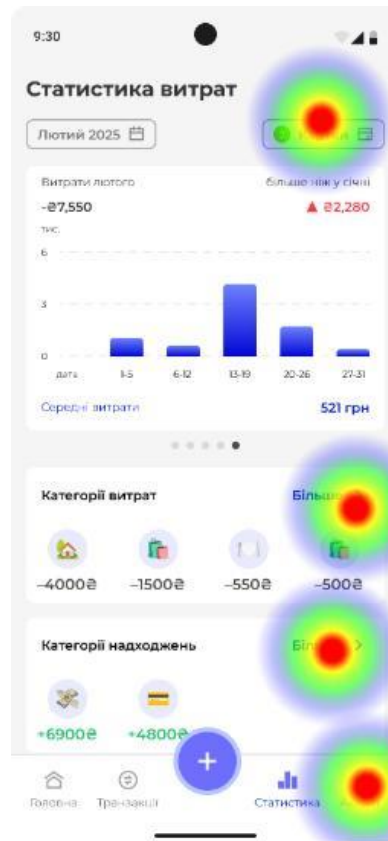 9:30
Статистика витрат
Лютий 2025
Витрати лютого
більше ніж у січні
-₴7,550
▲ ₴2,280
тис.
6
3
0
дата 1-5 6-12 13-19 20-26 27-31
Середні витрати
521 грн
Категорії витрат
Більше
–4000₴ –1500₴ –550₴ –500₴
Категорії надходжень
+6900₴ +4800₴
+
Головна Транзакції Статистика